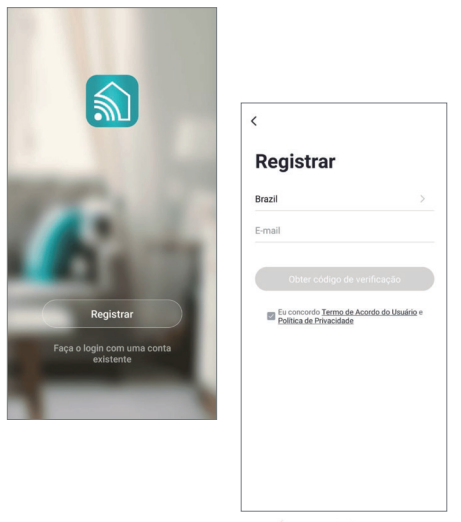 Registrar
Faça o login com uma conta
existente
Registrar
Brazil
E-mail
Obter código de verificação
Eu concordo Termo de Acordo do Usuário e
Política de Privacidade